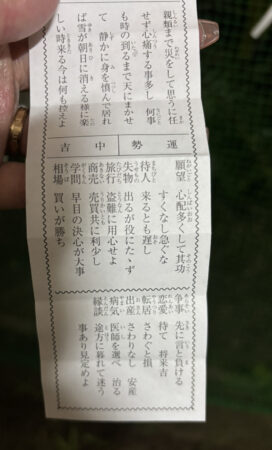 親類まで災をして思うに任
せず心痛する事多し 何事
も時の到るまで天にまかせ
て 静かに身を慎んで居れ
ば雪が朝日に消える様に楽
しい時来る今は何も控えよ
運勢
中吉
願望 心配多くして其功
すくなし急ぐな
待人 来るとも遅し
失物 出るが役にたゝず
旅行 盗難に用心せよ
商売 売買共に利少し
学問 早目の決心が大事
相場 買いが勝ち
争事 先に言と負ける
恋愛 待て 将来吉
転居 さわぐと損
出産 さわりなし 安産
病気 医師を選べ 治る
縁談 途方に暮れて迷う
事あり見定めよ